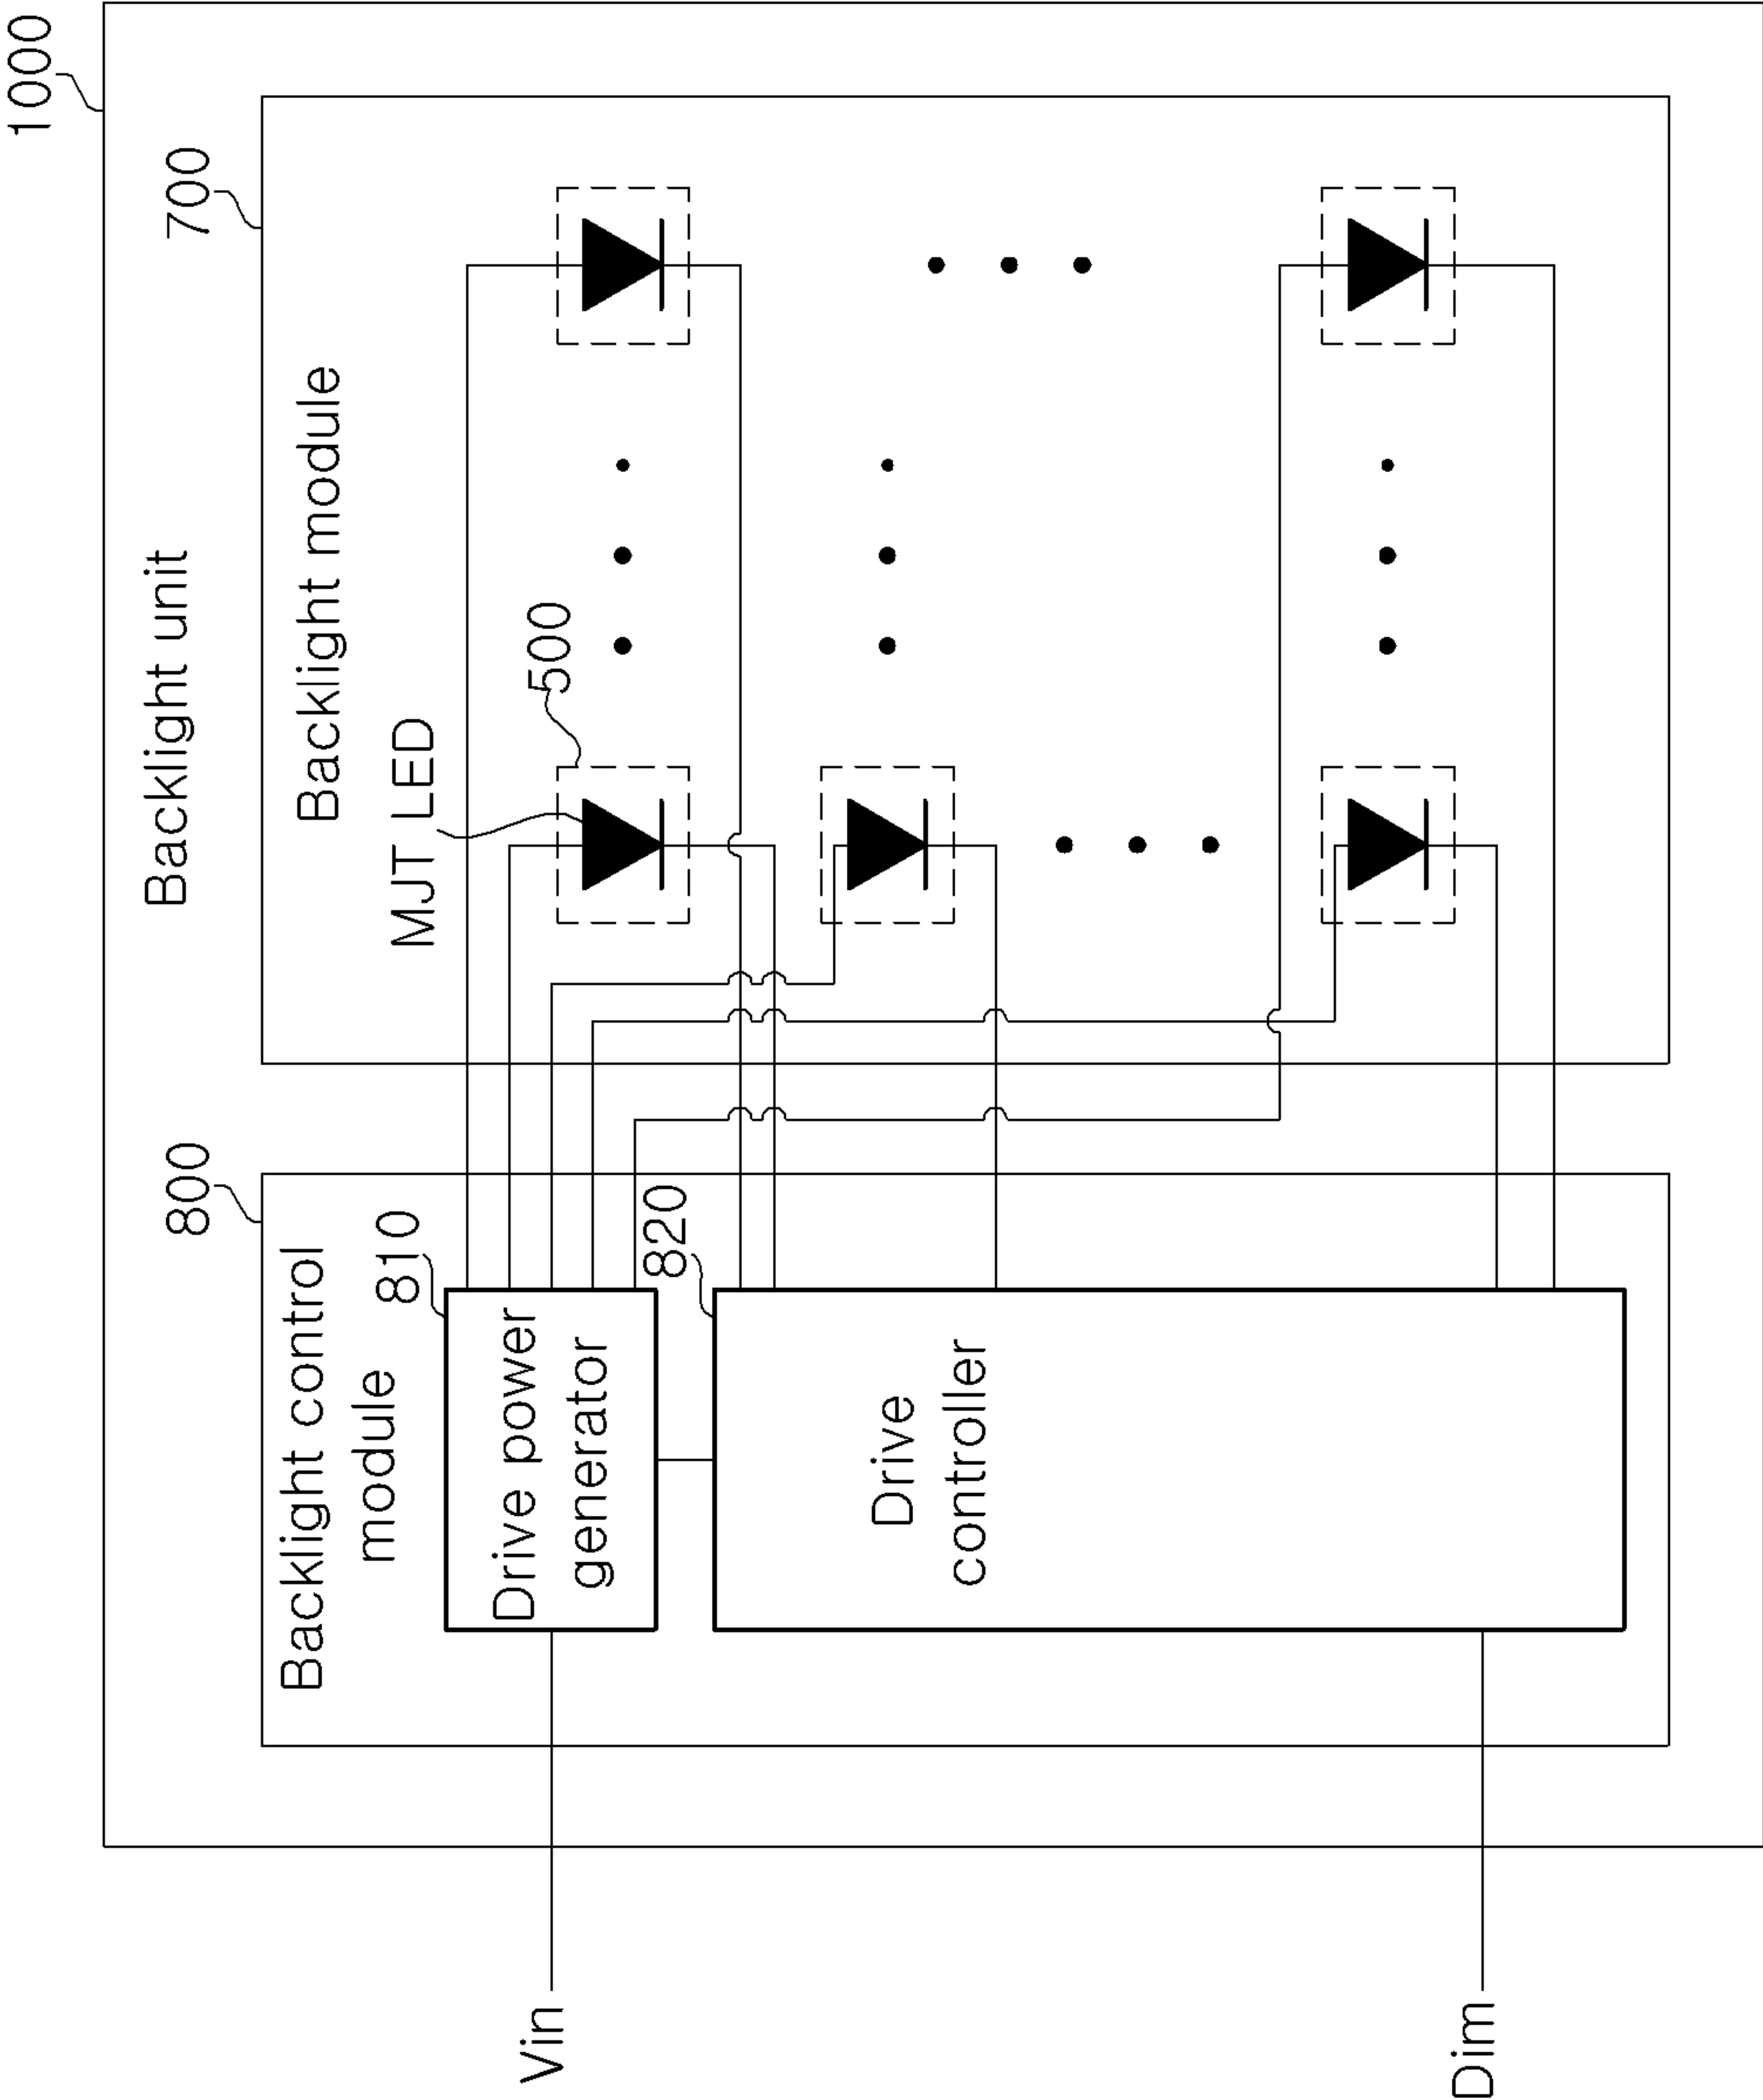 1000
Backlight unit
800
700
Backlight control
module
Backlight module
810
MJT LED
500
Vin
Drive power
generator
820
Drive
controller
Dim